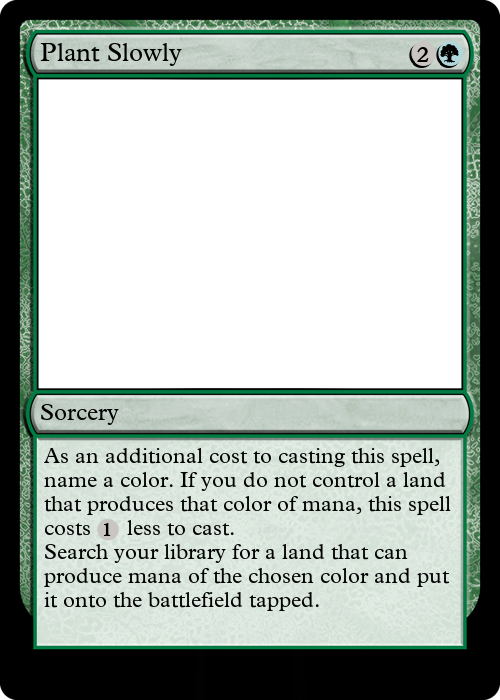 Plant Slowly 2
Sorcery
As an additional cost to casting this spell,
name a color. If you do not control a land
that produces that color of mana, this spell
costs 1 less to cast.
Search your library for a land that can
produce mana of the chosen color and put
it onto the battlefield tapped.